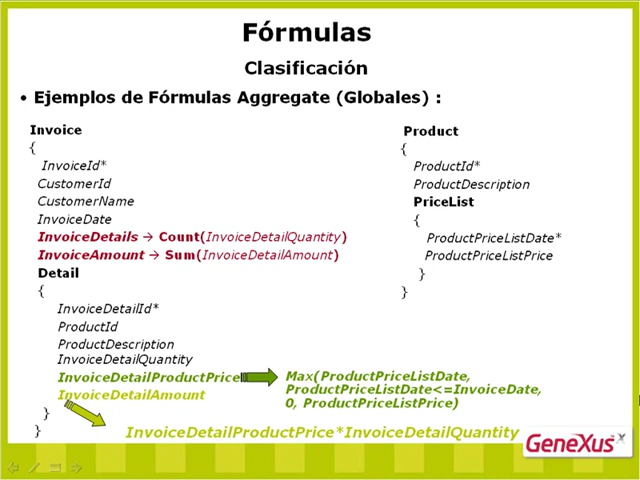 Fórmulas
Clasificación
• Ejemplos de Fórmulas Aggregate (Globales) :
Invoice
{
InvoiceId*
CustomerId
CustomerName
InvoiceDate
InvoiceDetails → Count(InvoiceDetailQuantity)
InvoiceAmount → Sum(InvoiceDetailAmount)
Detail
{
InvoiceDetailId*
ProductId
ProductDescription
InvoiceDetailQuantity
InvoiceDetailProductPrice
InvoiceDetailAmount
}
}
Product
{
ProductId*
ProductDescription
PriceList
{
ProductPriceListDate*
ProductPriceListPrice
}
}
Max(ProductPriceListDate,
ProductPriceListDate<=InvoiceDate,
0, ProductPriceListPrice)
InvoiceDetailProductPrice*InvoiceDetailQuantity
GeneXus